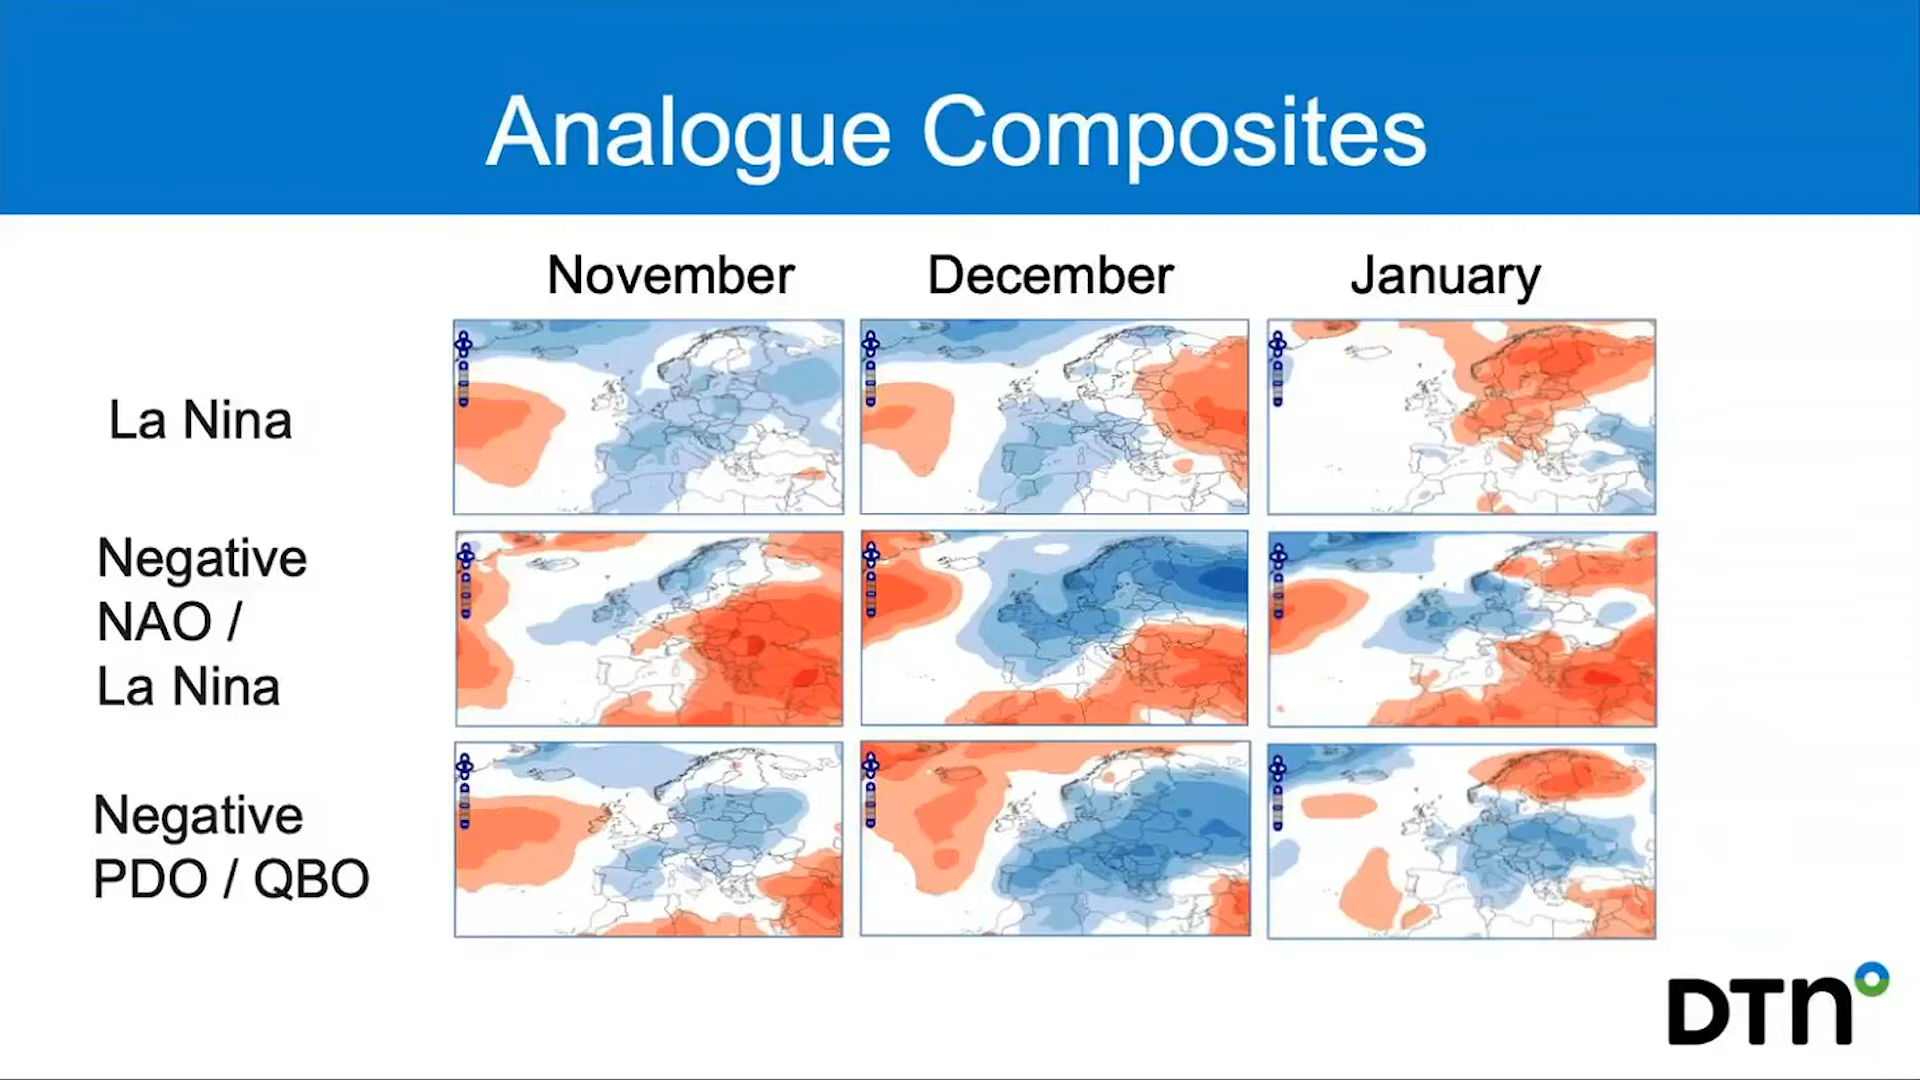 Analogue Composites
November December January
La Nina
Negative
NAO /
La Nina
Negative
PDO / QBO
DTN